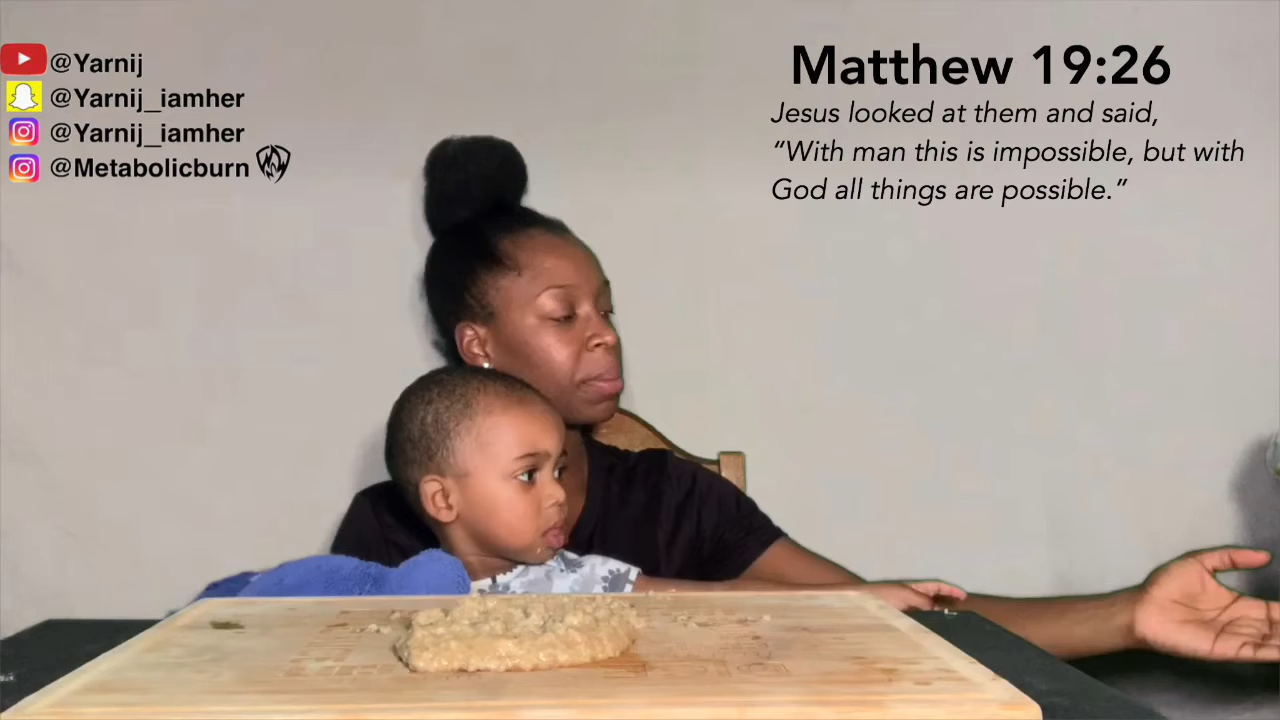 @Yarnij
@Yarnij_iamher
@Yarnij_iamher
@Metabolicburn
Matthew 19:26
Jesus looked at them and said,
“With man this is impossible, but with
God all things are possible.”